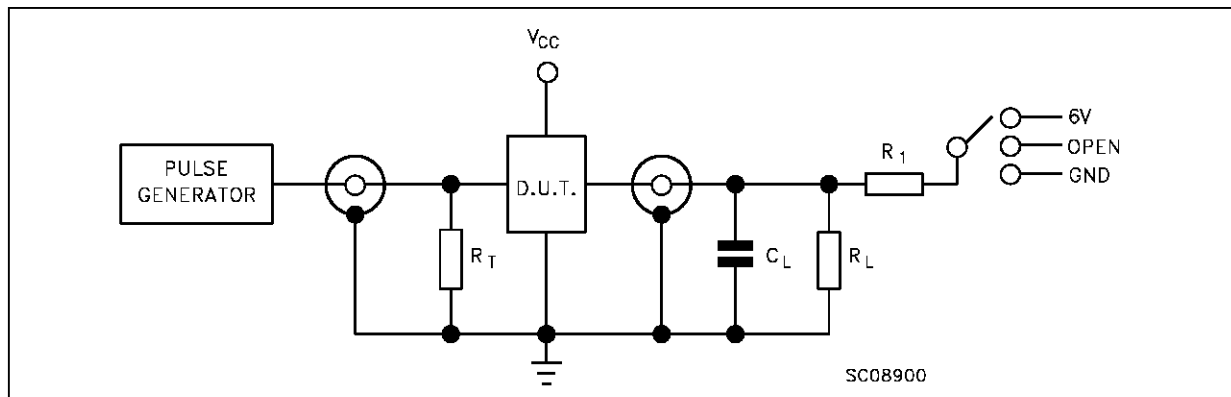 VCC
6V
OPEN
GND
R1
PULSE
GENERATOR
D.U.T.
RT
CL
RL
SC08900